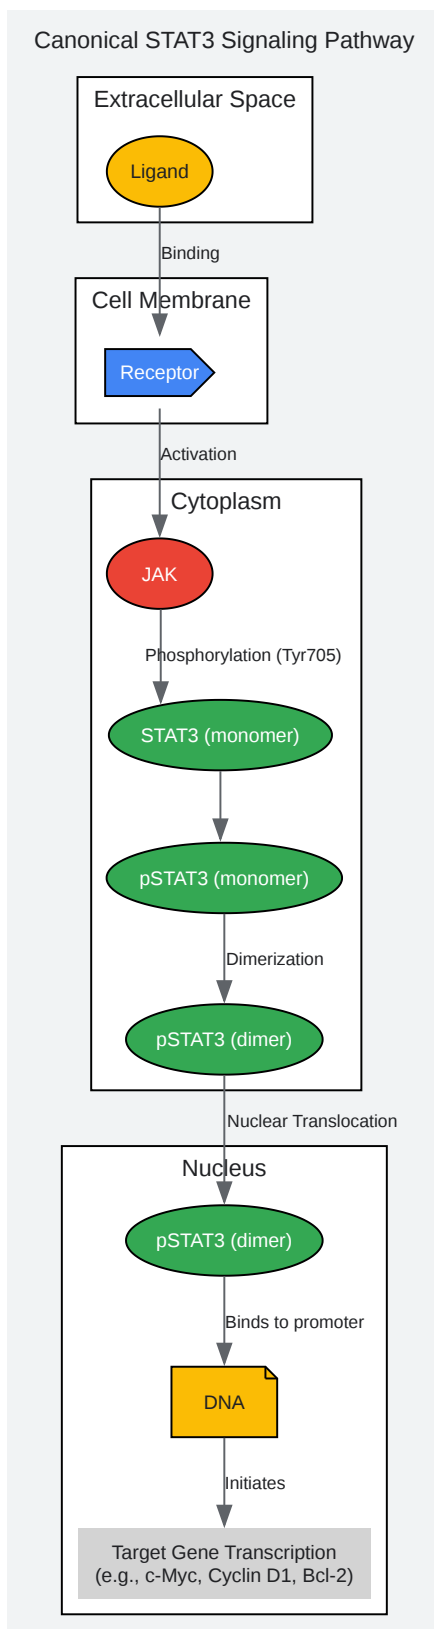 Canonical STAT3 Signaling Pathway
Extracellular Space
Ligand
Binding
Cell Membrane
Receptor
Activation
Cytoplasm
JAK
Phosphorylation (Tyr705)
STAT3 (monomer)
pSTAT3 (monomer)
Dimerization
pSTAT3 (dimer)
Nuclear Translocation
Nucleus
pSTAT3 (dimer)
Binds to promoter
DNA
Initiates
Target Gene Transcription
(e.g., c-Myc, Cyclin D1, Bcl-2)